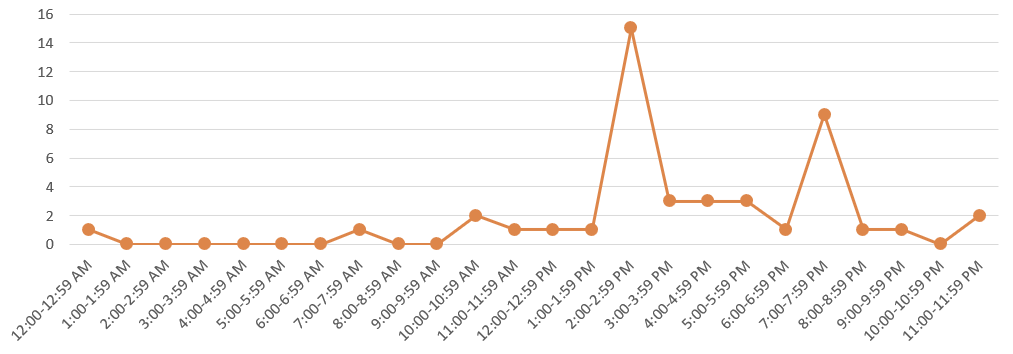 16
14
12
10
8
6
4
2
0
12:00-12:59 AM
1:00-1:59 AM
2:00-2:59 AM
3:00-3:59 AM
4:00-4:59 AM
5:00-5:59 AM
6:00-6:59 AM
7:00-7:59 AM
8:00-8:59 AM
9:00-9:59 AM
10:00-10:59 AM
11:00-11:59 AM
12:00-12:59 PM
1:00-1:59 PM
2:00-2:59 PM
3:00-3:59 PM
4:00-4:59 PM
5:00-5:59 PM
6:00-6:59 PM
7:00-7:59 PM
8:00-8:59 PM
9:00-9:59 PM
10:00-10:59 PM
11:00-11:59 PM